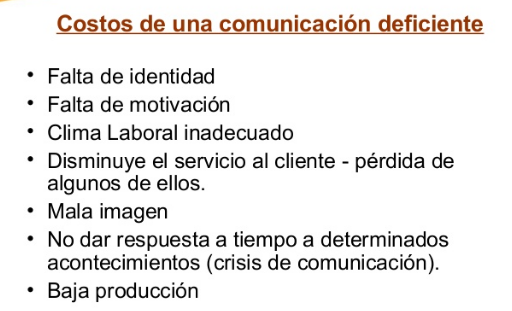 Costos de una comunicación deficiente
• Falta de identidad
• Falta de motivación
• Clima Laboral inadecuado
• Disminuye el servicio al cliente - pérdida de
algunos de ellos.
• Mala imagen
• No dar respuesta a tiempo a determinados
acontecimientos (crisis de comunicación).
• Baja producción